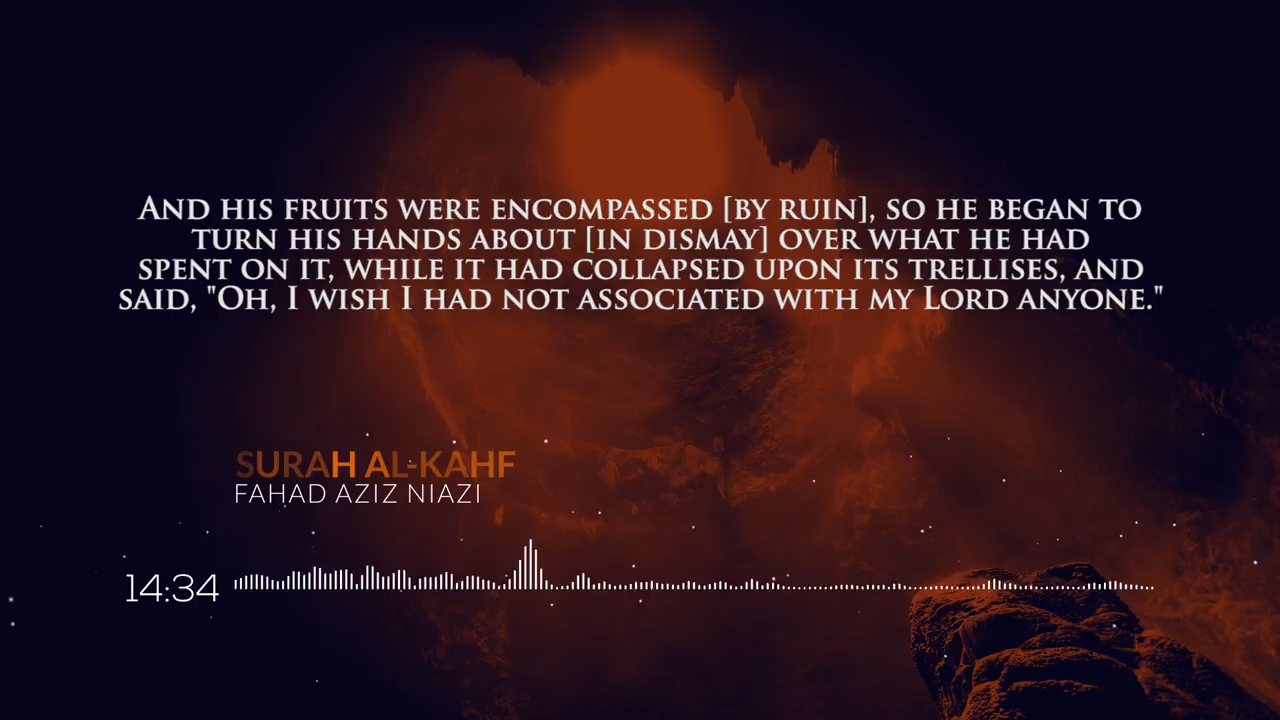 And his fruits were encompassed [by ruin], so he began to
turn his hands about [in dismay] over what he had
spent on it, while it had collapsed upon its trellises, and
said, "Oh, I wish I had not associated with my Lord anyone."
SURAH AL-KAHF
FAHAD AZIZ NIAZI
14:34